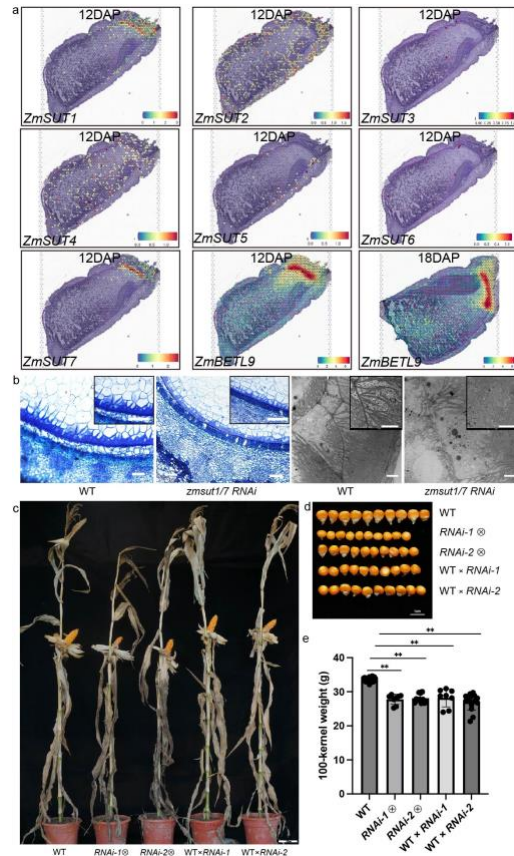 a
12DAP 12DAP 12DAP
ZmSUT1 ZmSUT2 ZmSUT3
12DAP 12DAP 12DAP
ZmSUT4 ZmSUT5 ZmSUT6
12DAP 12DAP 18DAP
ZmSUT7 ZmBETL9 ZmBETL9
b
WT zmsut1/7 RNAi WT zmsut1/7 RNAi
c
WT RNAi-1⊗ RNAi-2⊗ WT×RNAi-1 WT×RNAi-2
d
WT
RNAi-1 ⊗
RNAi-2 ⊗
WT × RNAi-1
WT × RNAi-2
e
**
**
**
**
100-kernel weight (g)
40
30
20
10
0
WT RNAi-1 ⊕ RNAi-2 ⊕ WT × RNAi-1 WT × RNAi-2